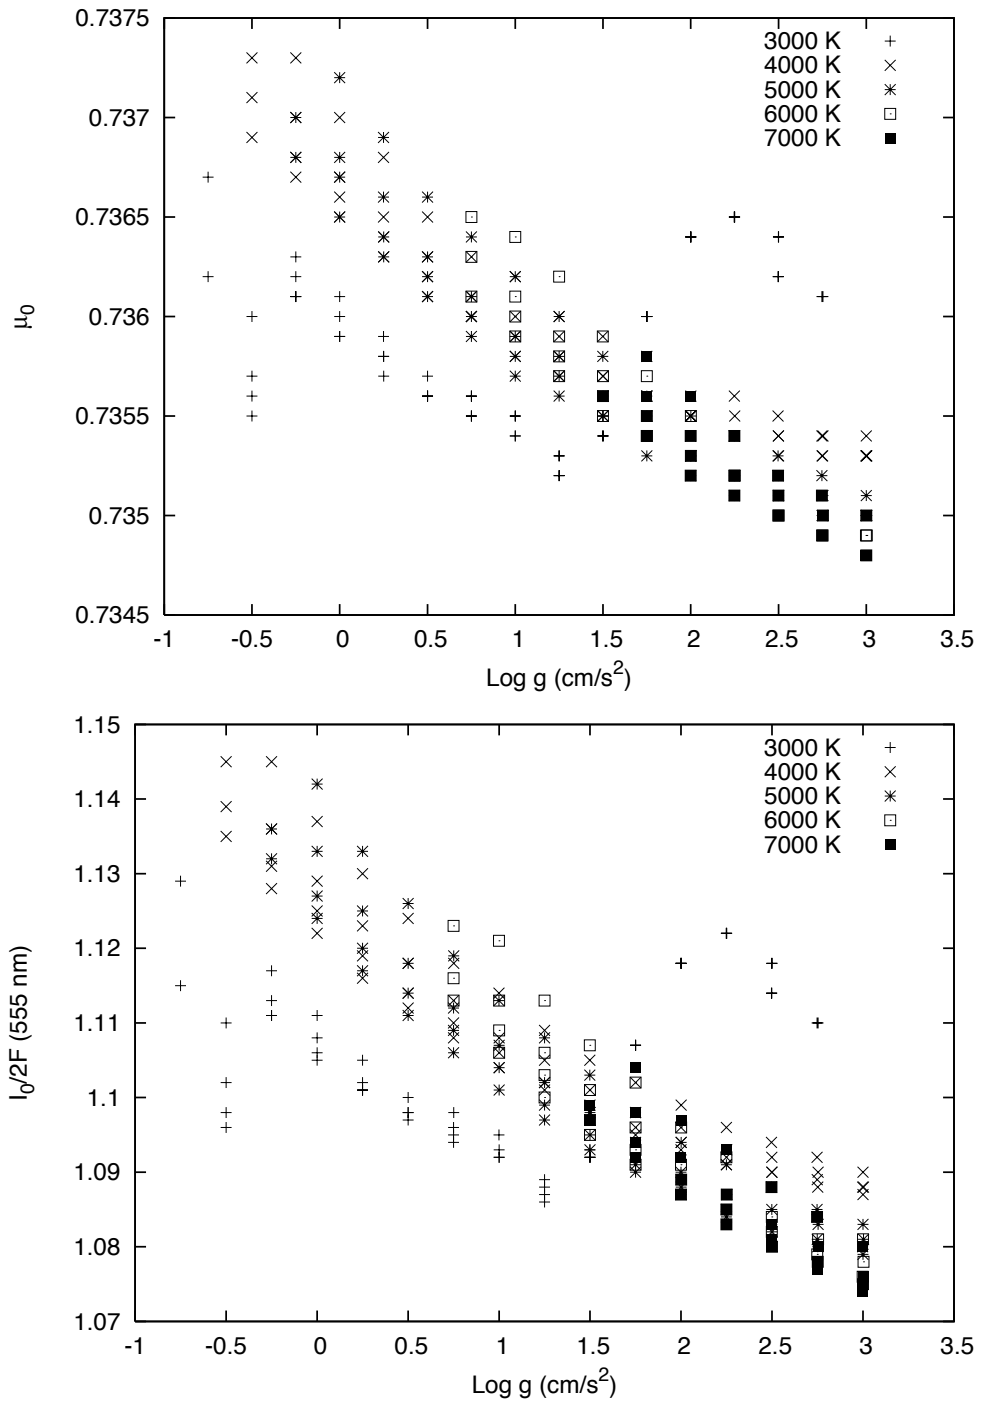 0.7375
0.737
0.7365
0.736
0.7355
0.735
0.7345
μ0
3000 K
4000 K
5000 K
6000 K
7000 K
-1 -0.5 0 0.5 1 1.5 2 2.5 3 3.5
Log g (cm/s2)
1.15
1.14
1.13
1.12
1.11
1.1
1.09
1.08
1.07
I0/2F (555 nm)
3000 K
4000 K
5000 K
6000 K
7000 K
-1 -0.5 0 0.5 1 1.5 2 2.5 3 3.5
Log g (cm/s2)